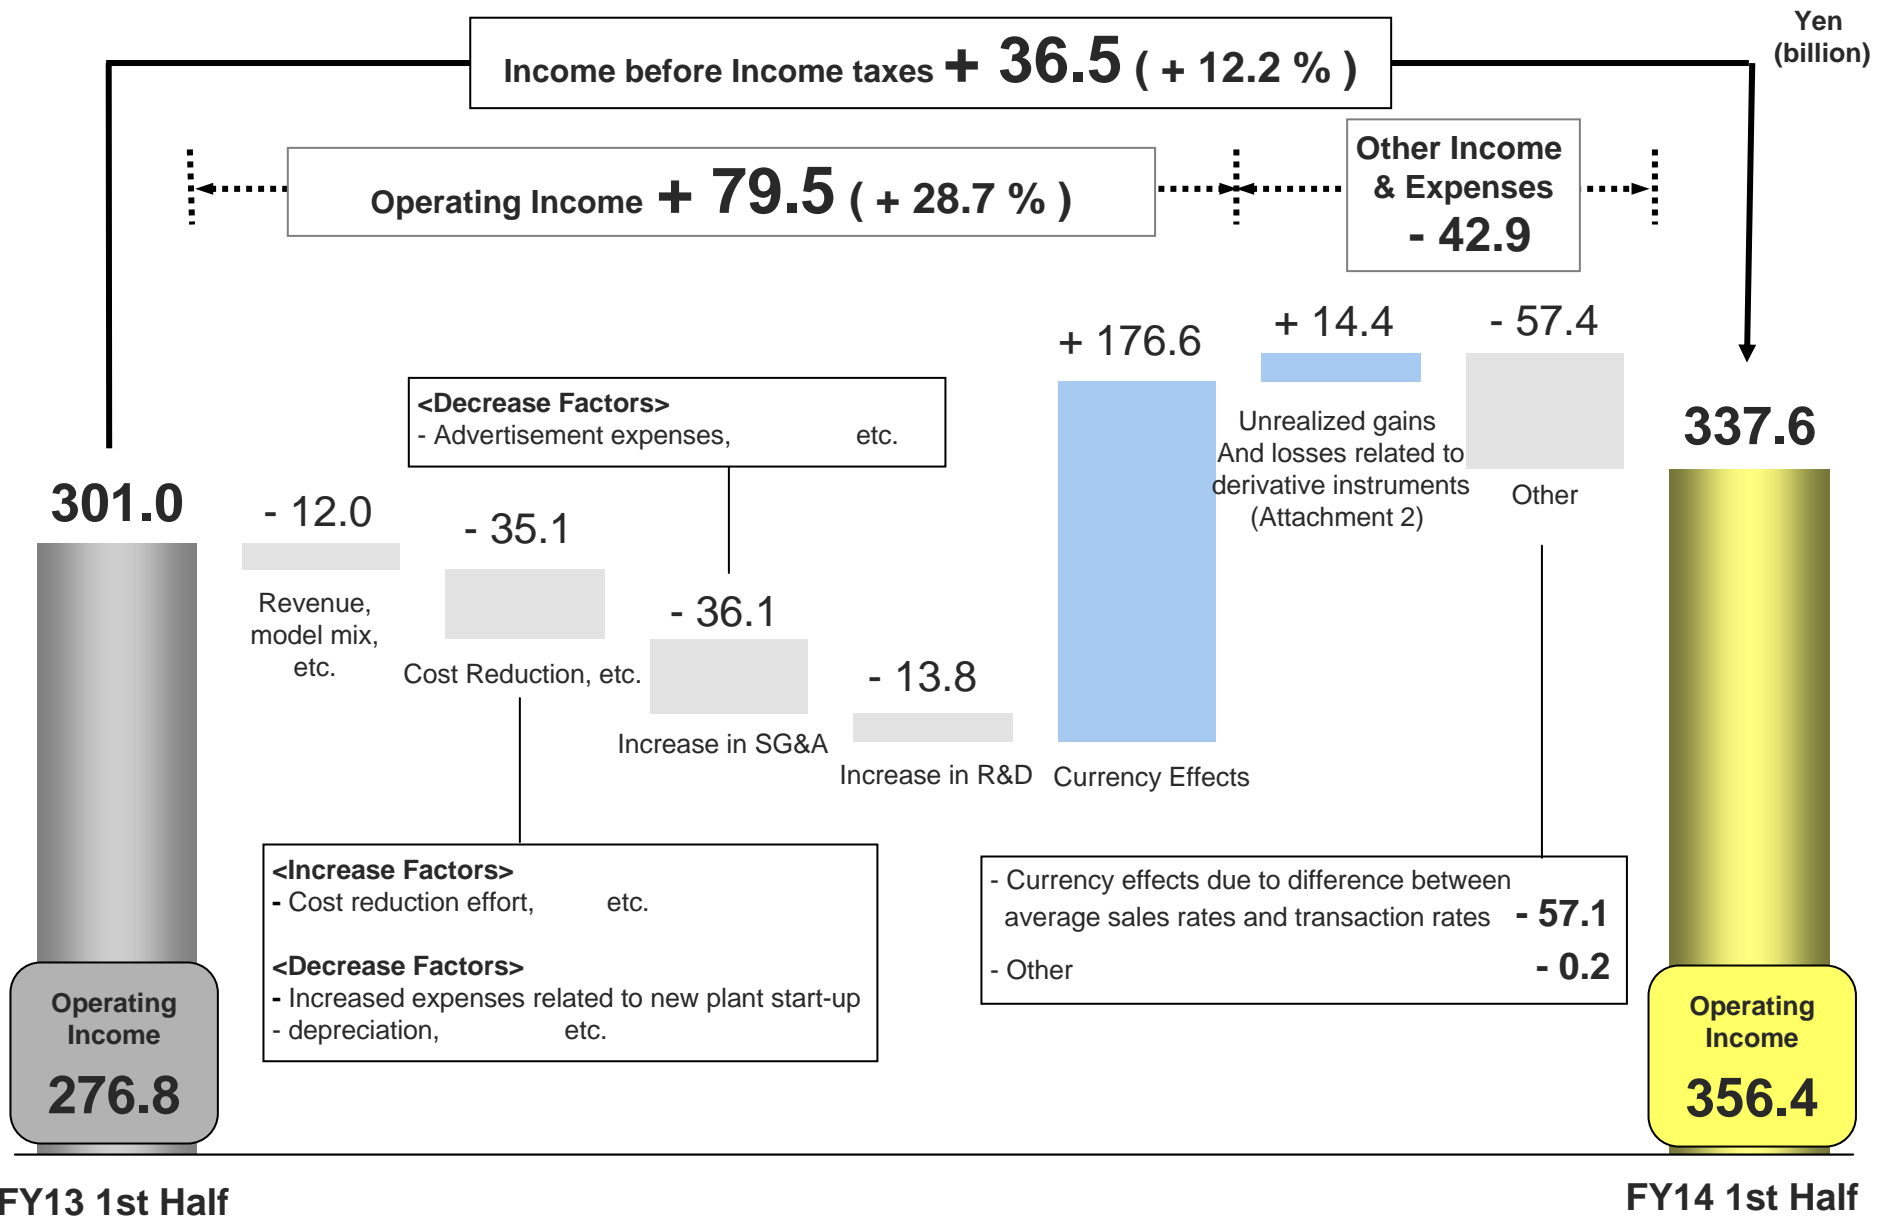 Yen
(billion)
Income before Income taxes + 36.5 ( + 12.2 % )
Operating Income + 79.5 ( + 28.7 % )
Other Income
& Expenses
- 42.9
301.0
- 12.0
Revenue,
model mix,
etc.
- 35.1
Cost Reduction, etc.
<Decrease Factors>
- Advertisement expenses, etc.
- 36.1
Increase in SG&A
- 13.8
Increase in R&D
+ 176.6
Currency Effects
+ 14.4
Unrealized gains
And losses related to
derivative instruments
(Attachment 2)
- 57.4
Other
337.6
<Increase Factors>
- Cost reduction effort, etc.
<Decrease Factors>
- Increased expenses related to new plant start-up
- depreciation, etc.
- Currency effects due to difference between
average sales rates and transaction rates - 57.1
- Other - 0.2
Operating
Income
276.8
Operating
Income
356.4
FY13 1st Half
FY14 1st Half